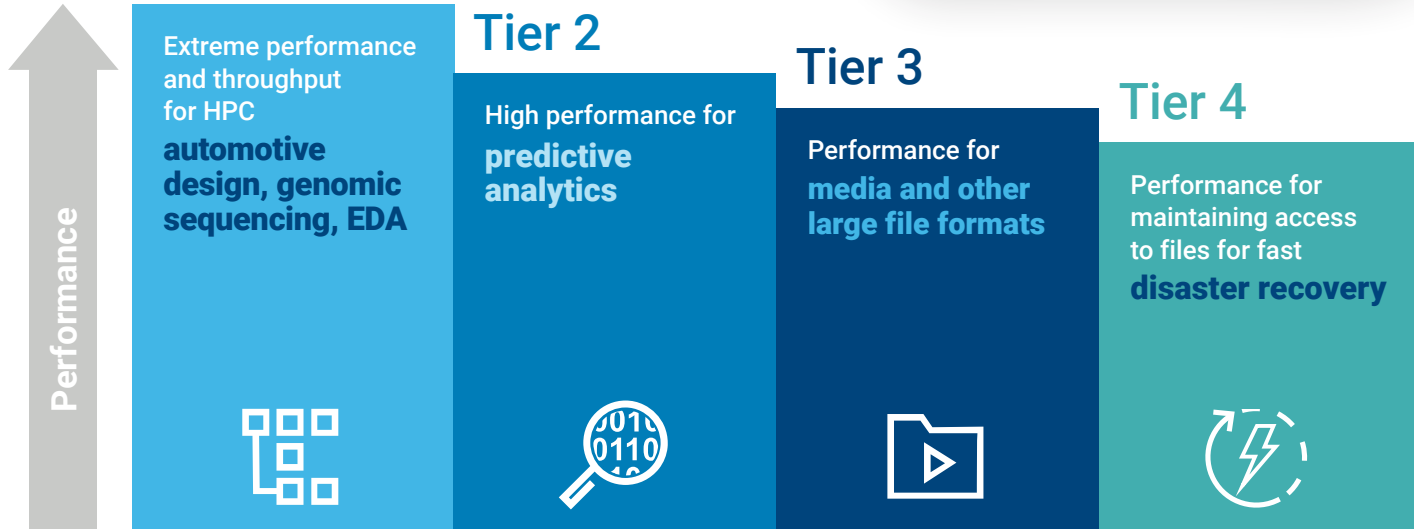 Performance
Extreme performance
and throughput
for HPC
automotive
design, genomic
sequencing, EDA
Tier 2
High performance for
predictive
analytics
0010
0110
Tier 3
Performance for
media and other
large file formats
Tier 4
Performance for
maintaining access
to files for fast
disaster recovery